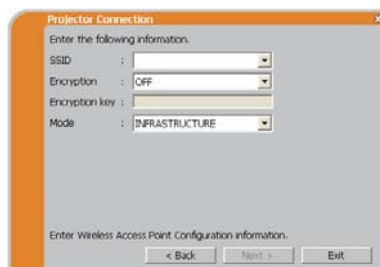 Projector Connection x
Enter the following information.
SSID :
Encryption : OFF
Encryption key :
Mode : INFRASTRUCTURE
Enter Wireless Access Point Configuration information.
< Back Next > Exit